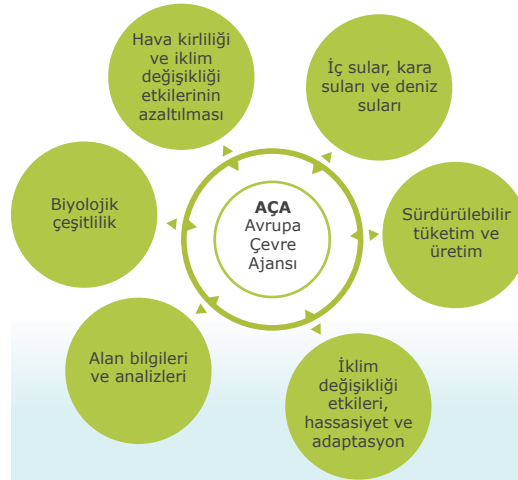 Hava kirliliği
ve iklim
değişikliği
etkilerinin
azaltılması
İç sular, kara
suları ve deniz
suları
Biyolojik
çeşitlilik
AÇA
Avrupa
Çevre
Ajansı
Sürdürülebilir
tüketim ve
üretim
Alan bilgileri
ve analizleri
İklim
değişikliği
etkileri,
hassasiyet ve
adaptasyon